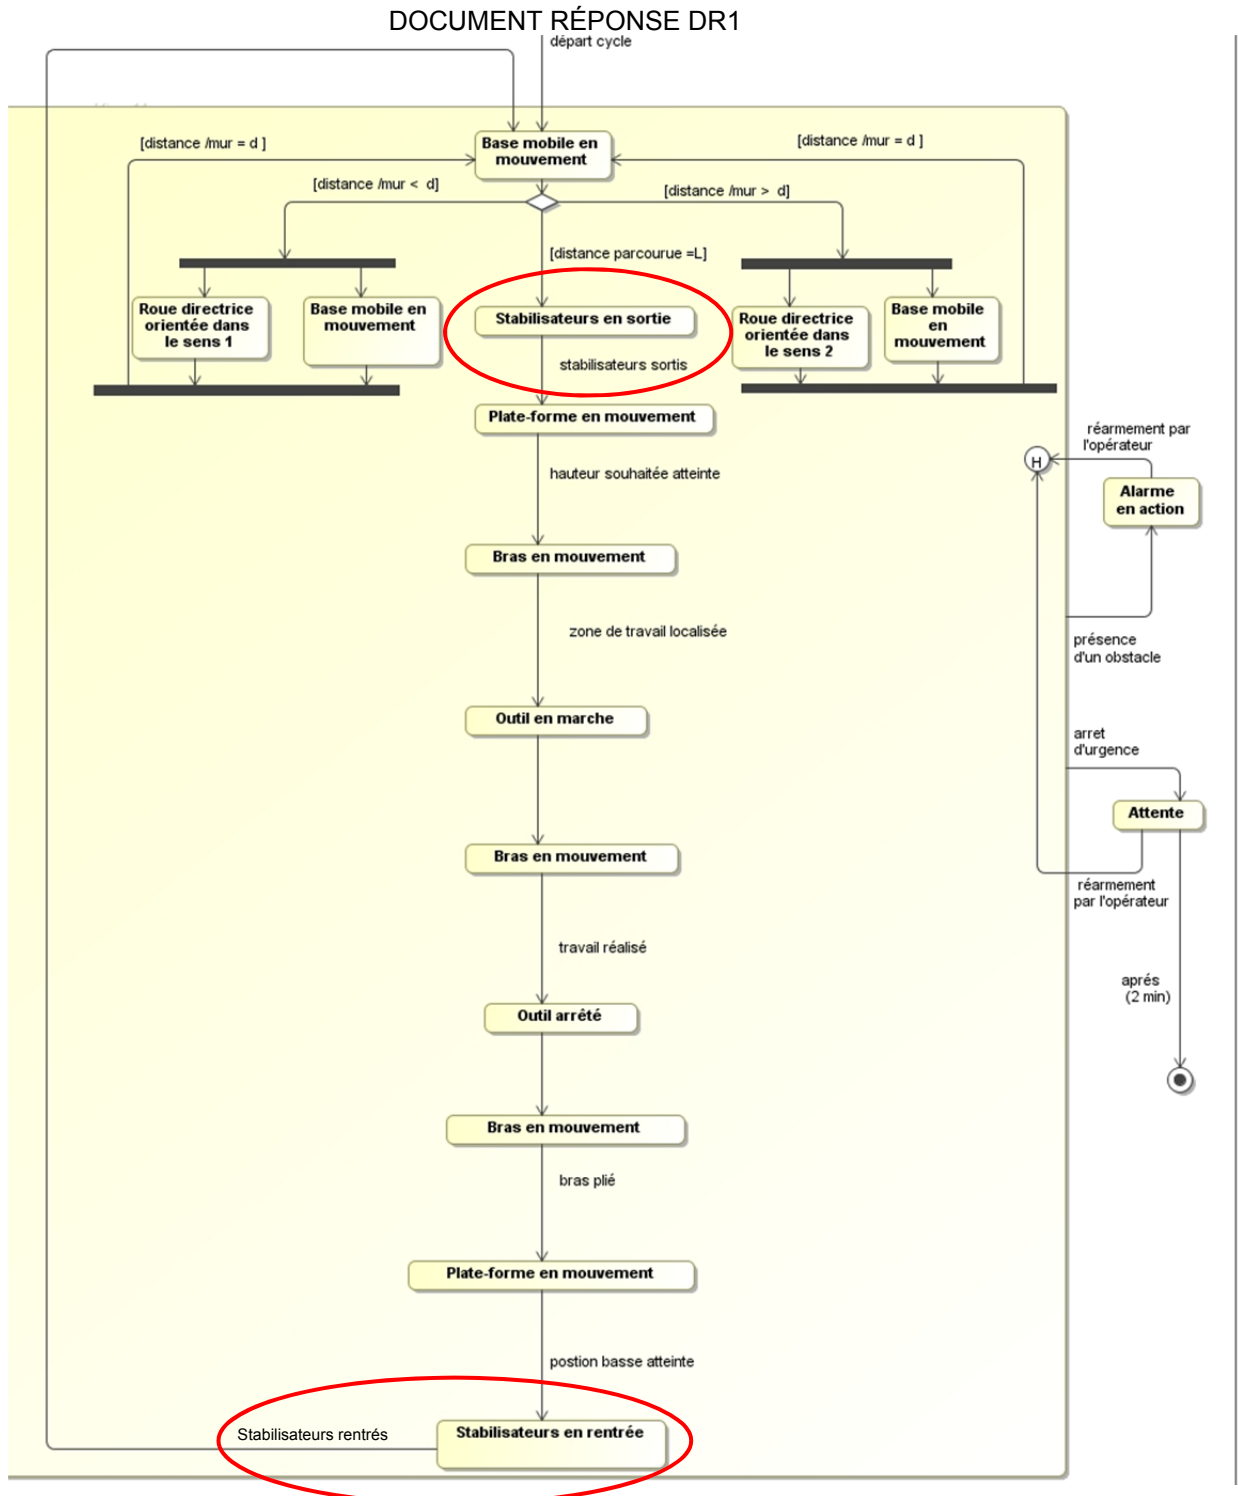 DOCUMENT RÉPONSE DR1
départ cycle
[distance /mur = d ]
Base mobile en
mouvement
[distance /mur = d ]
[distance /mur < d]
[distance /mur > d]
[distance parcourue =L]
Roue directrice
orientée dans
le sens 1
Base mobile en
mouvement
Stabilisateurs en sortie
Roue directrice
orientée dans
le sens 2
Base mobile
en
mouvement
stabilisateurs sortis
Plate-forme en mouvement
réarmement par
l'opérateur
H
hauteur souhaitée atteinte
Alarme
en action
Bras en mouvement
zone de travail localisée
présence
d'un obstacle
Outil en marche
arret
d'urgence
Attente
Bras en mouvement
réarmement
par l'opérateur
travail réalisé
aprés
(2 min)
Outil arrêté
Bras en mouvement
bras plié
Plate-forme en mouvement
postion basse atteinte
Stabilisateurs rentrés
Stabilisateurs en rentrée